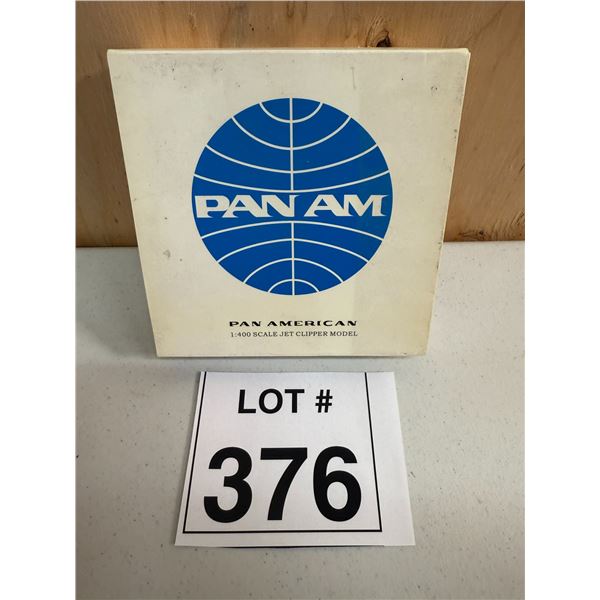 PAN AM
PAN AMERICAN
1:400 SCALE JET CLIPPER MODEL
LOT #
376